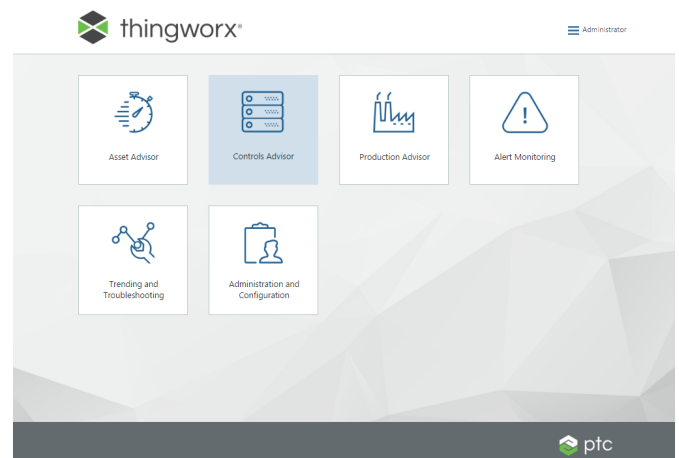 thingworx®
Administrator
Asset Advisor
Controls Advisor
Production Advisor
Alert Monitoring
Trending and
Troubleshooting
Administration and
Configuration
ptc